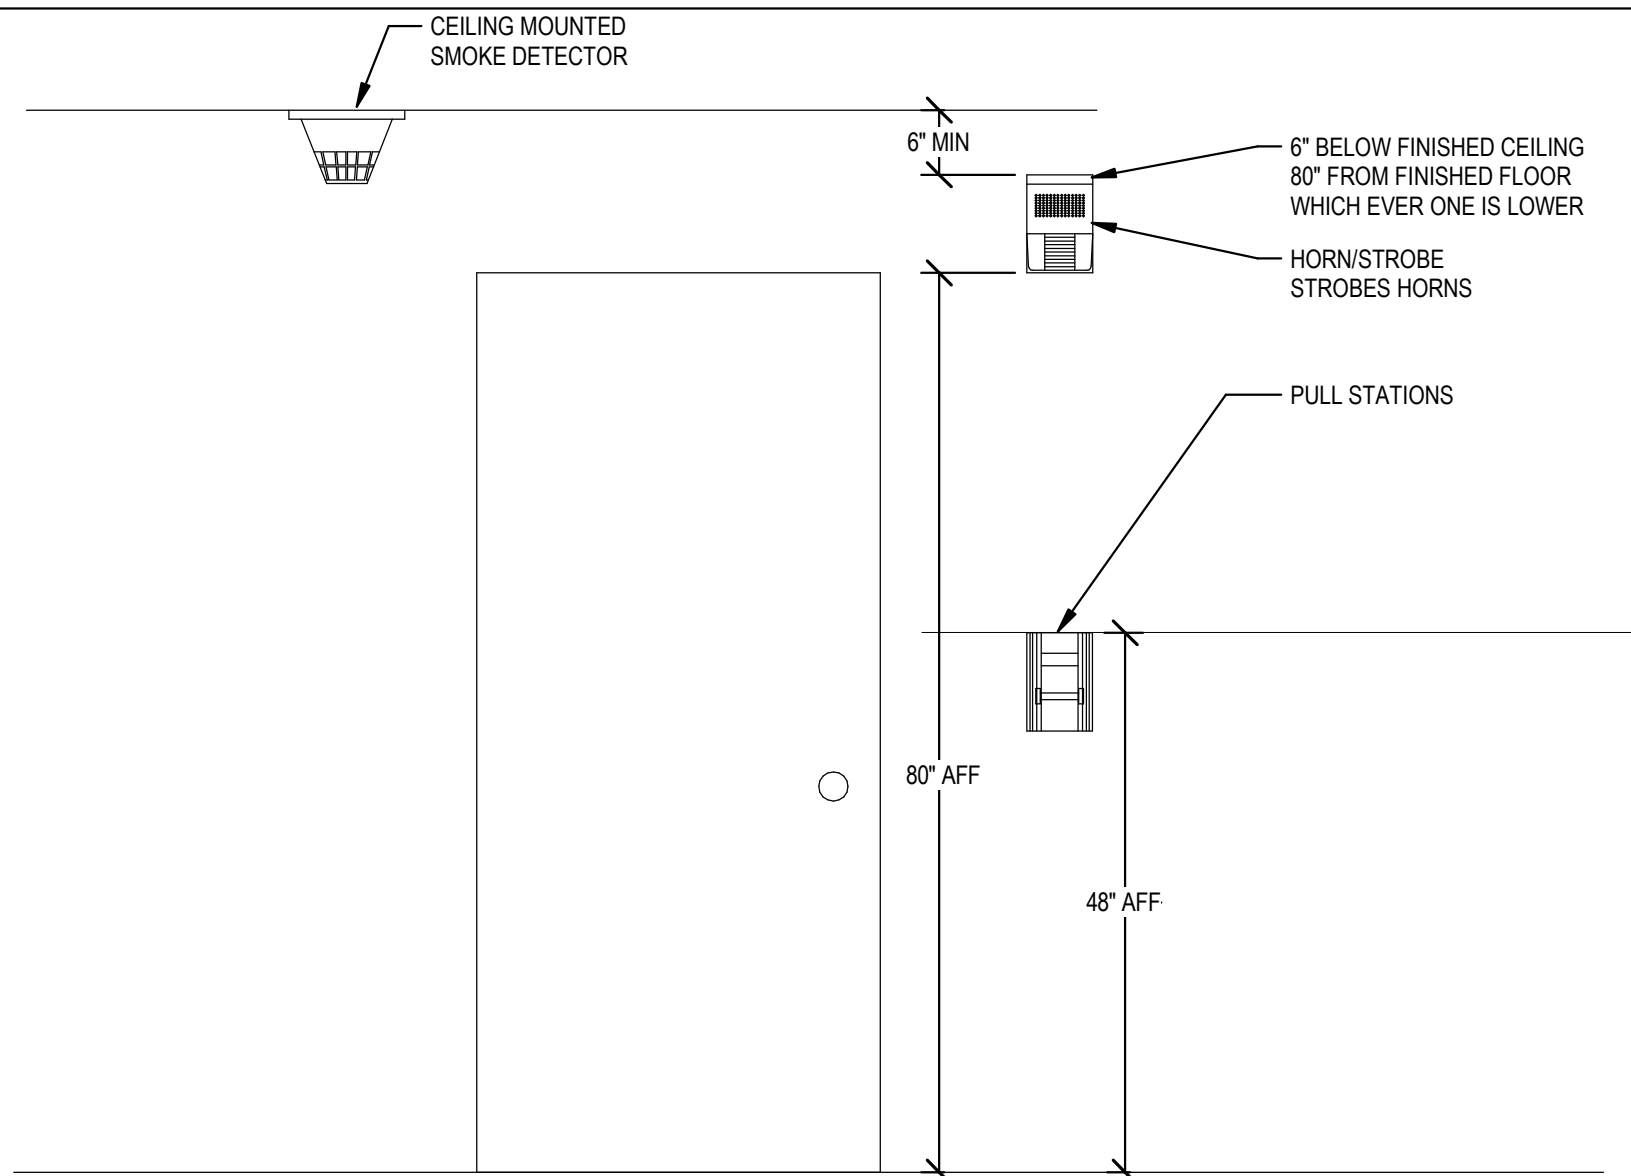 CEILING MOUNTED
SMOKE DETECTOR
6" MIN
6" BELOW FINISHED CEILING
80" FROM FINISHED FLOOR
WHICH EVER ONE IS LOWER
HORN/STROBE
STROBES HORNS
PULL STATIONS
80" AFF
48" AFF